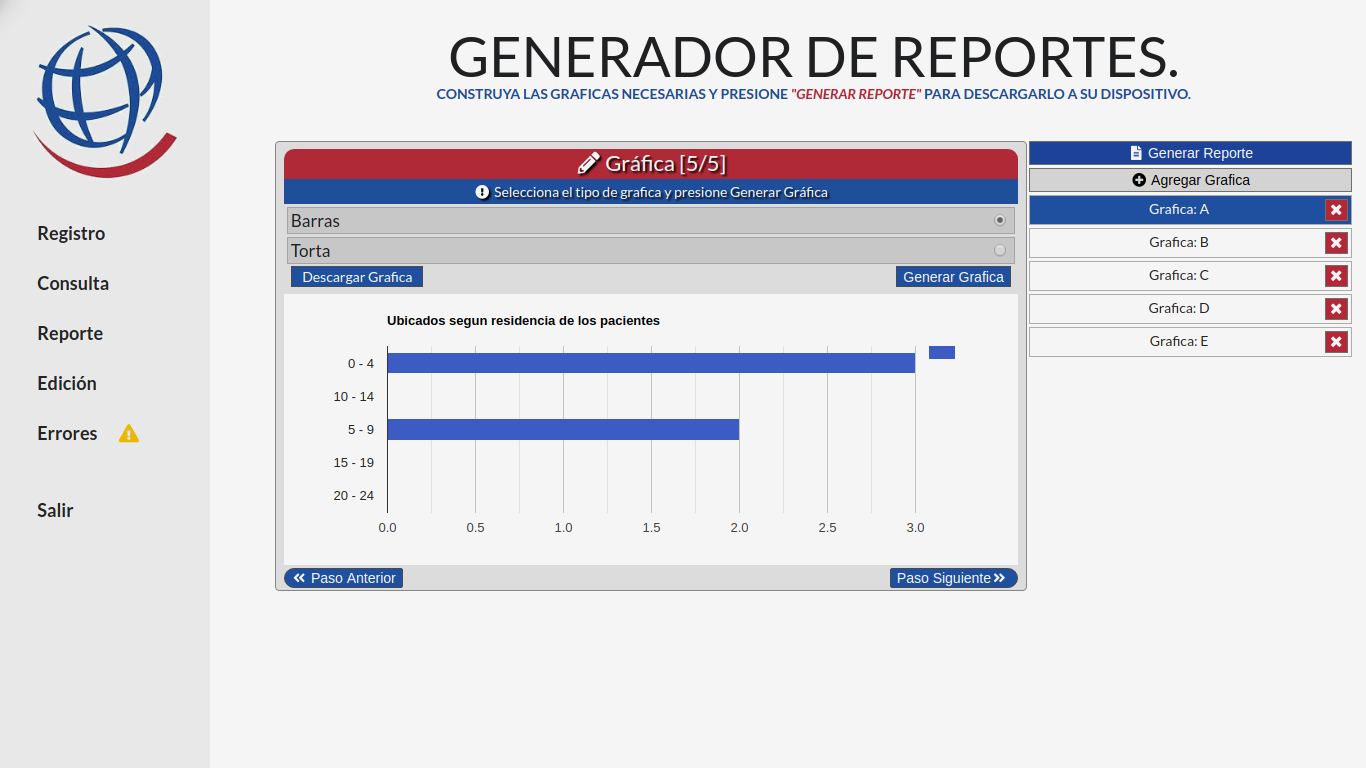 GENERADOR DE REPORTES.
CONSTRUYA LAS GRAFICAS NECESARIAS Y PRESIONE "GENERAR REPORTE" PARA DESCARGARLO A SU DISPOSITIVO.
Registro
Consulta
Reporte
Edición
Errores
Salir
Gráfica [5/5]
Selecciona el tipo de grafica y presione Generar Gráfica
Barras
Torta
Descargar Grafica
Generar Grafica
Ubicados segun residencia de los pacientes
0 - 4
10 - 14
5 - 9
15 - 19
20 - 24
0.0 0.5 1.0 1.5 2.0 2.5 3.0
Paso Anterior
Paso Siguiente
Generar Reporte
Agregar Grafica
Grafica: A
Grafica: B
Grafica: C
Grafica: D
Grafica: E